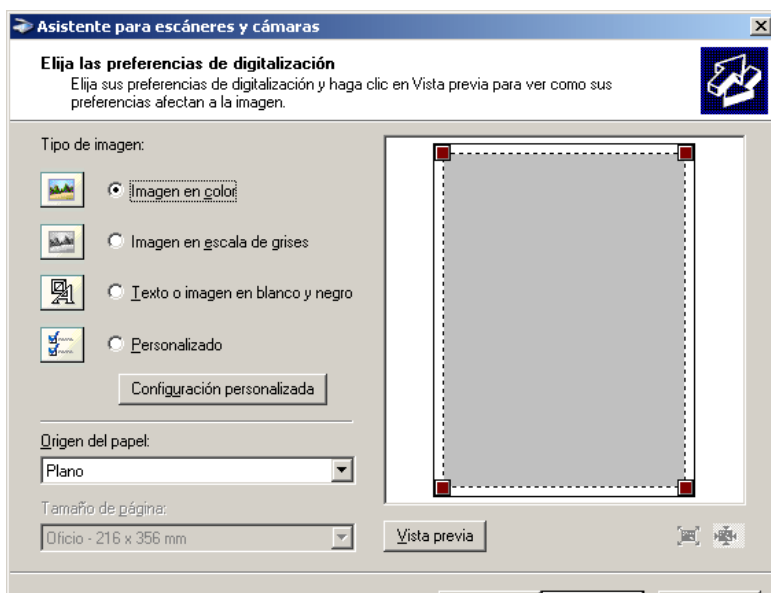 Asistente para escáneres y cámaras
Elija las preferencias de digitalización
Elija sus preferencias de digitalización y haga clic en Vista previa para ver como sus
preferencias afectan a la imagen.
Tipo de imagen:
Imagen en color
Imagen en escala de grises
Texto o imagen en blanco y negro
Personalizado
Configuración personalizada
Origen del papel:
Plano
Tamaño de página:
Oficio - 216 x 356 mm
Vista previa